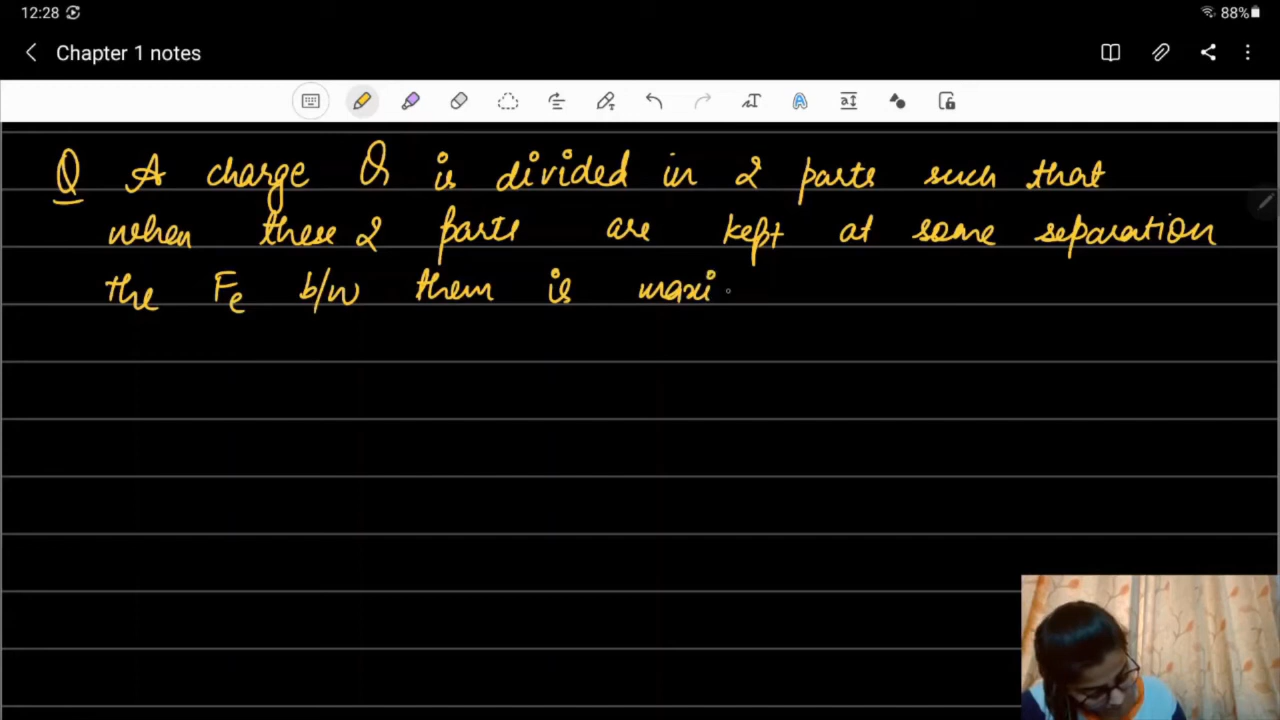 12:28 88%
Chapter 1 notes
Q A charge Q is divided in 2 parts such that
when these 2 parts are kept at some separation
the Fe b/w them is maxi